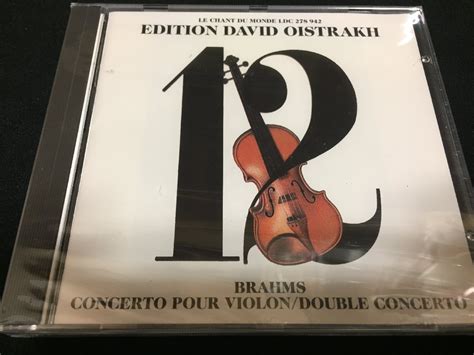 LE CHANT DU MONDE LDC 278 942
EDITION DAVID OISTRAKH
12
BRAHMS
CONCERTO POUR VIOLON/DOUBLE CONCERTO